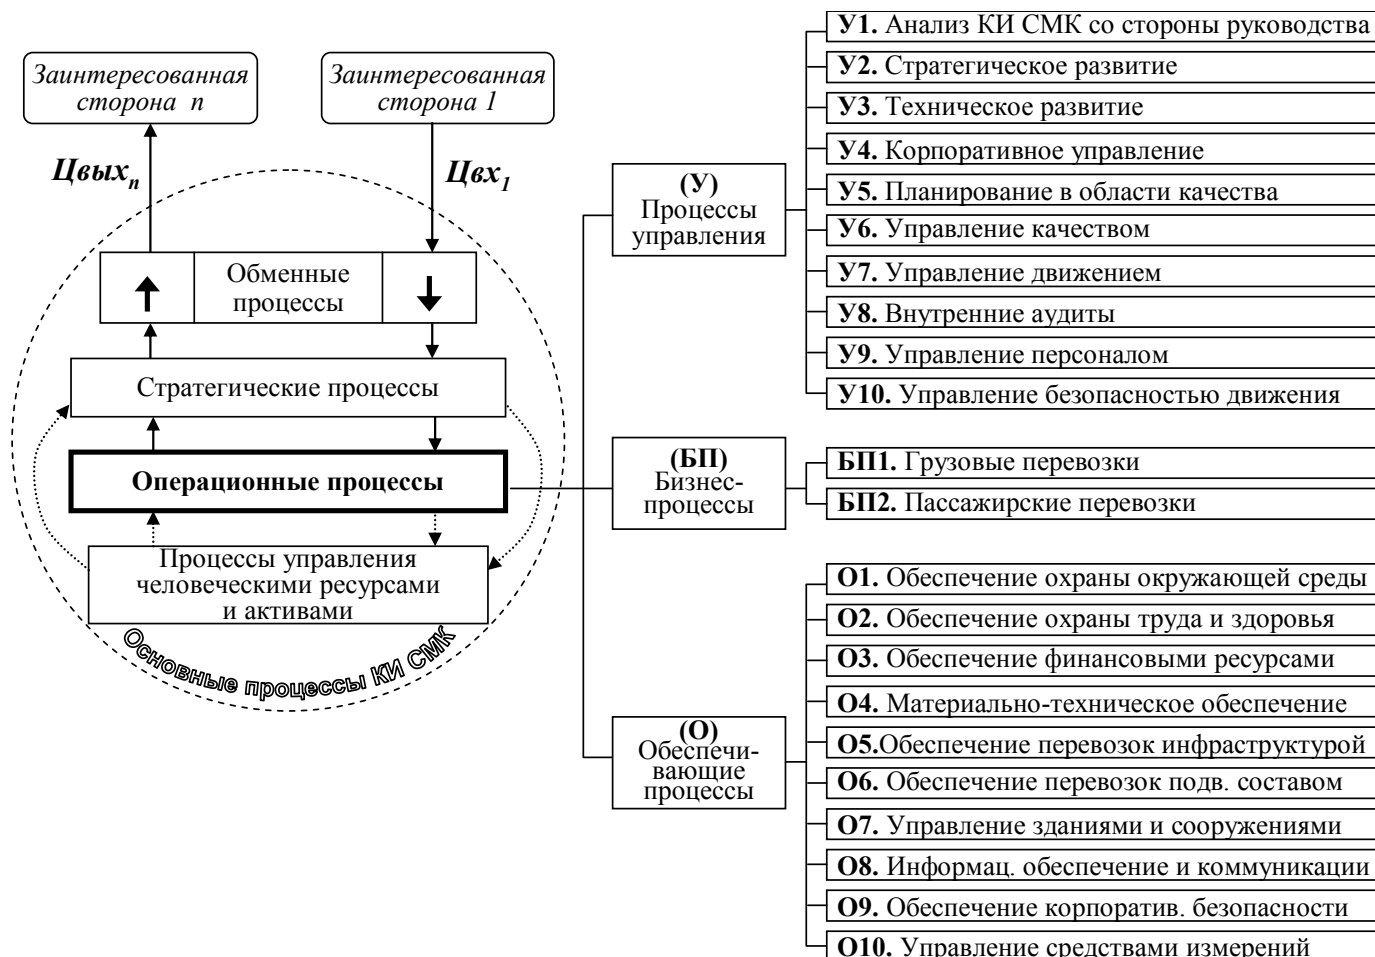 Заинтересованная
сторона n
Заинтересованная
сторона 1
Цвыхn
Цвх1
Обменные
процессы
Стратегические процессы
Операционные процессы
Процессы управления
человеческими ресурсами
и активами
Основные процессы КИ СМК
(У)
Процессы
управления
У1. Анализ КИ СМК со стороны руководства
У2. Стратегическое развитие
У3. Техническое развитие
У4. Корпоративное управление
У5. Планирование в области качества
У6. Управление качеством
У7. Управление движением
У8. Внутренние аудиты
У9. Управление персоналом
У10. Управление безопасностью движения
(БП)
Бизнес-
процессы
БП1. Грузовые перевозки
БП2. Пассажирские перевозки
(О)
Обеспечи-
вающие
процессы
О1. Обеспечение охраны окружающей среды
О2. Обеспечение охраны труда и здоровья
О3. Обеспечение финансовыми ресурсами
О4. Материально-техническое обеспечение
О5.Обеспечение перевозок инфраструктурой
О6. Обеспечение перевозок подв. составом
О7. Управление зданиями и сооружениями
О8. Информац. обеспечение и коммуникации
О9. Обеспечение корпоратив. безопасности
О10. Управление средствами измерений